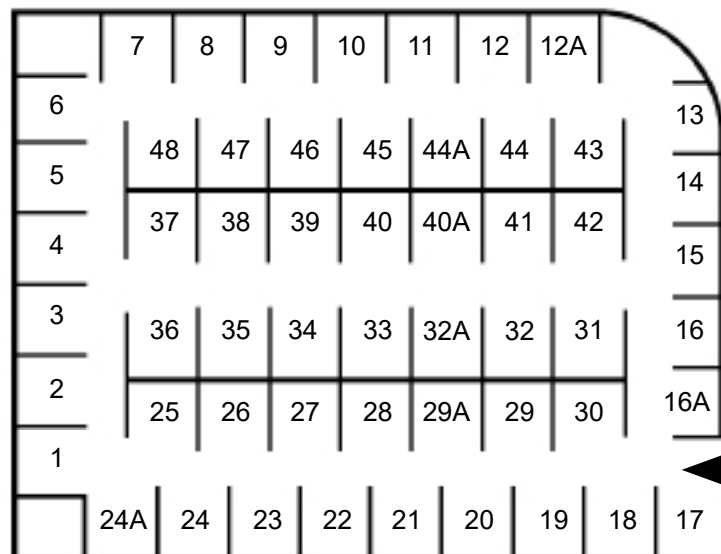 7 8 9 10 11 12 12A
6 13
48 47 46 45 44A 44 43
5 14
37 38 39 40 40A 41 42
4 15
3 36 35 34 33 32A 32 31 16
2 25 26 27 28 29A 29 30 16A
1
24A 24 23 22 21 20 19 18 17